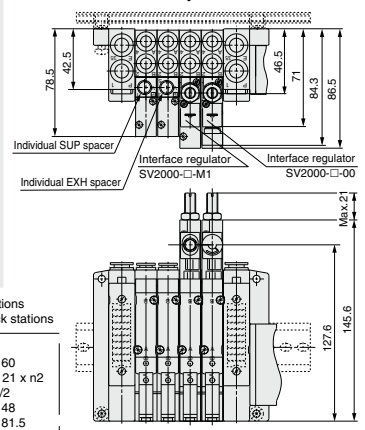 78.5
42.5
46.5
71
84.3
86.5
Individual SUP spacer
Interface regulator
SV2000-□-M1
Interface regulator
SV2000-□-00
Individual EXH spacer
Max.21
127.6
145.6
tions
ck stations
60
21 x n2
/2
48
81.5